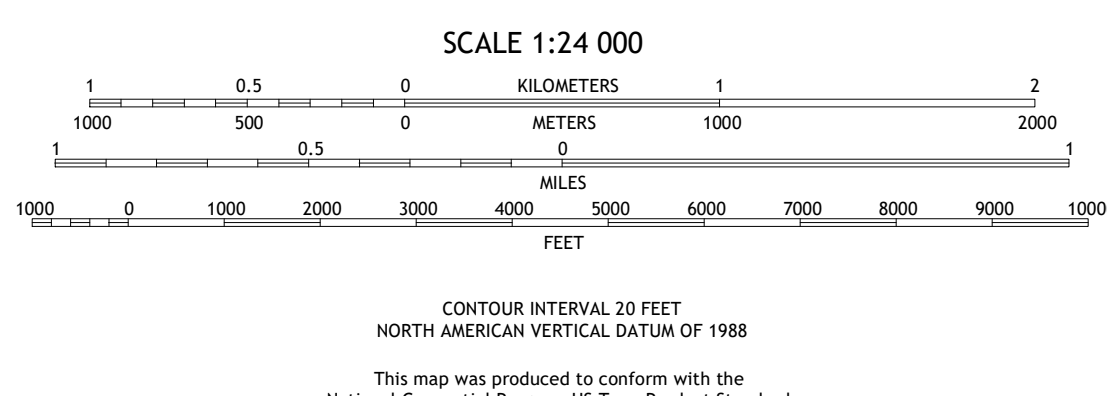 SCALE 1:24 000
1 0.5 0 KILOMETERS 1 2
1000 500 0 METERS 1000 2000
1 0.5 0 1
MILES
1000 0 1000 2000 3000 4000 5000 6000 7000 8000 9000 1000
FEET
CONTOUR INTERVAL 20 FEET
NORTH AMERICAN VERTICAL DATUM OF 1988
This map was produced to conform with the